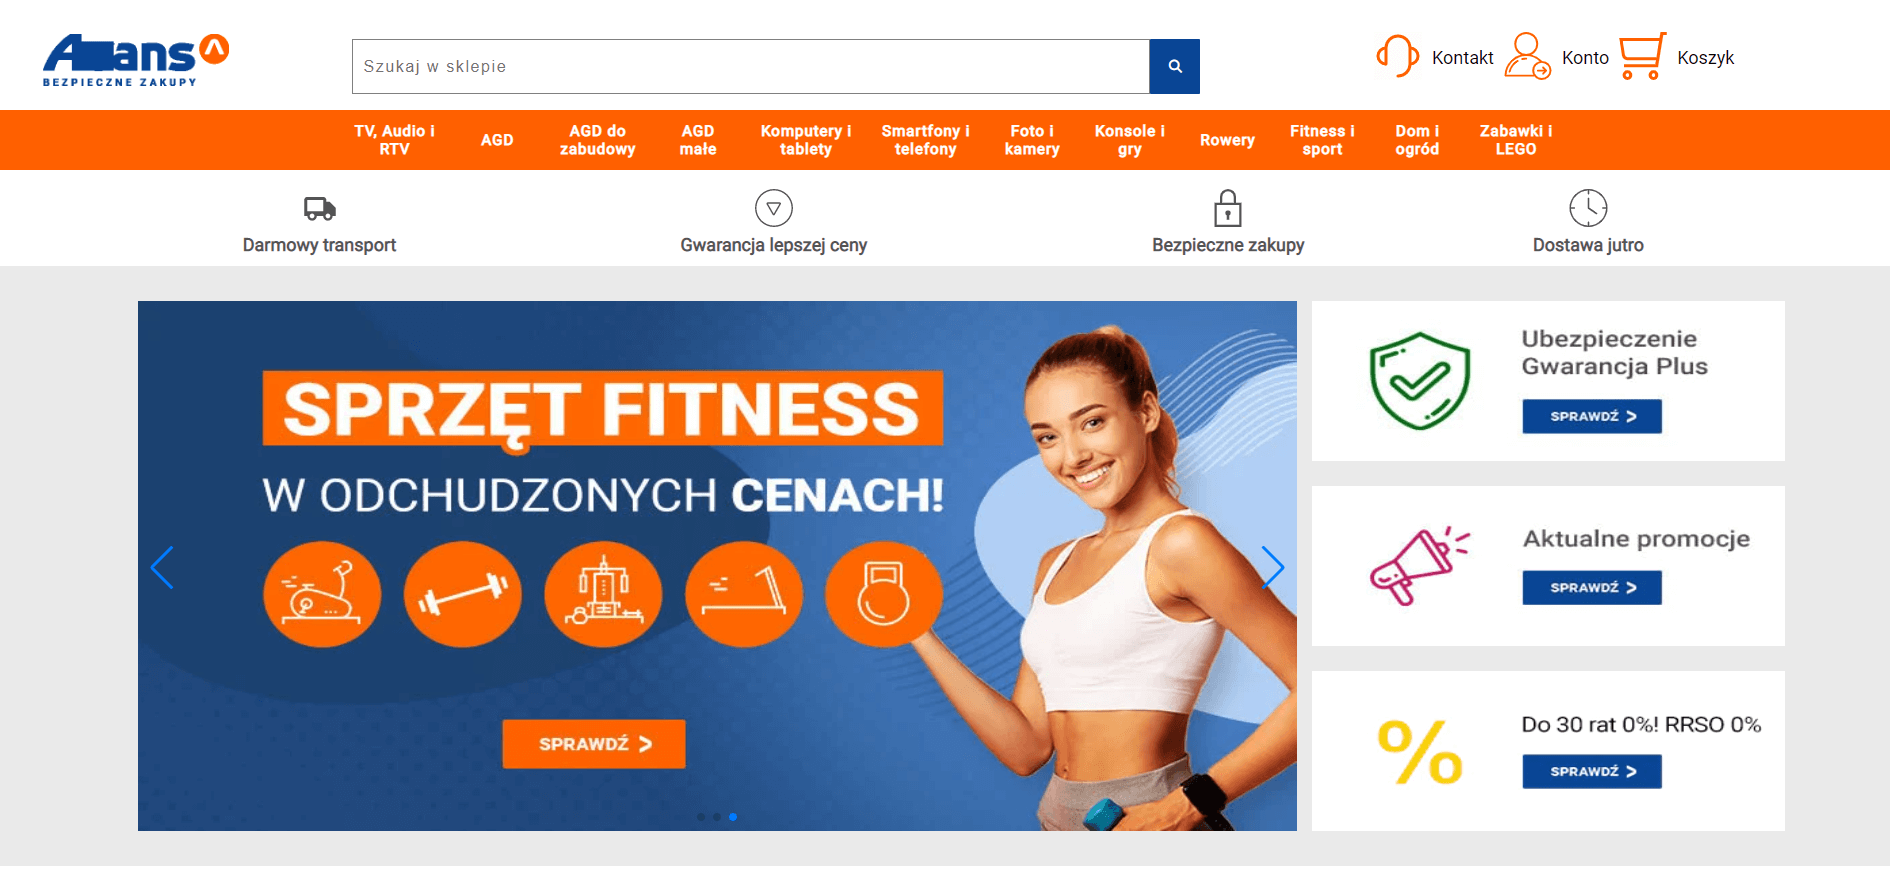 BEZPIECZNE ZAKUPY
Szukaj w sklepie
Kontakt
Konto
Koszyk
TV, Audio i
RTV
AGD
AGD do
zabudowy
AGD
małe
Komputery i
tablety
Smartfony i
telefony
Foto i
kamery
Konsole i
gry
Rowery
Fitness i
sport
Dom i
ogród
Zabawki i
LEGO
Darmowy transport
Gwarancja lepszej ceny
Bezpieczne zakupy
Dostawa jutro
SPRZĘT FITNESS
W ODCHUDZONYCH CENACH!
SPRAWDŹ >
Ubezpieczenie
Gwarancja Plus
SPRAWDŹ >
Aktualne promocje
SPRAWDŹ >
%
Do 30 rat 0%! RRSO 0%
SPRAWDŹ >